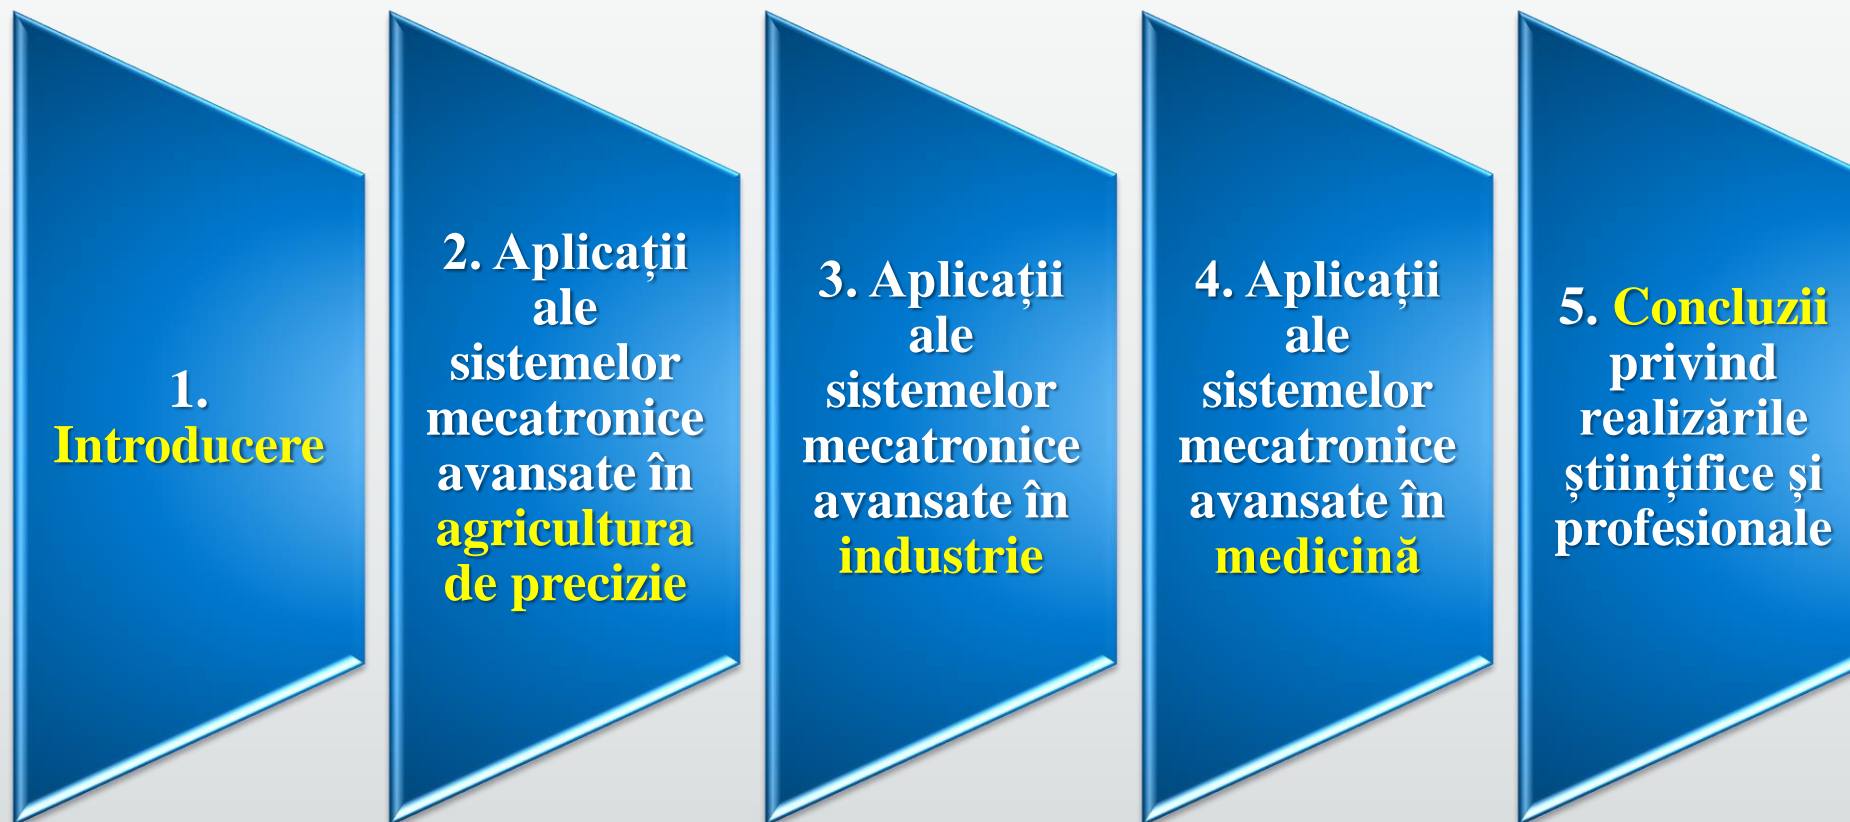 1.
Introducere
2. Aplicații
ale
sistemelor
mecatronice
avansate în
agricultura
de precizie
3. Aplicații
ale
sistemelor
mecatronice
avansate în
industrie
4. Aplicații
ale
sistemelor
mecatronice
avansate în
medicină
5. Concluzii
privind
realizările
științifice și
profesionale